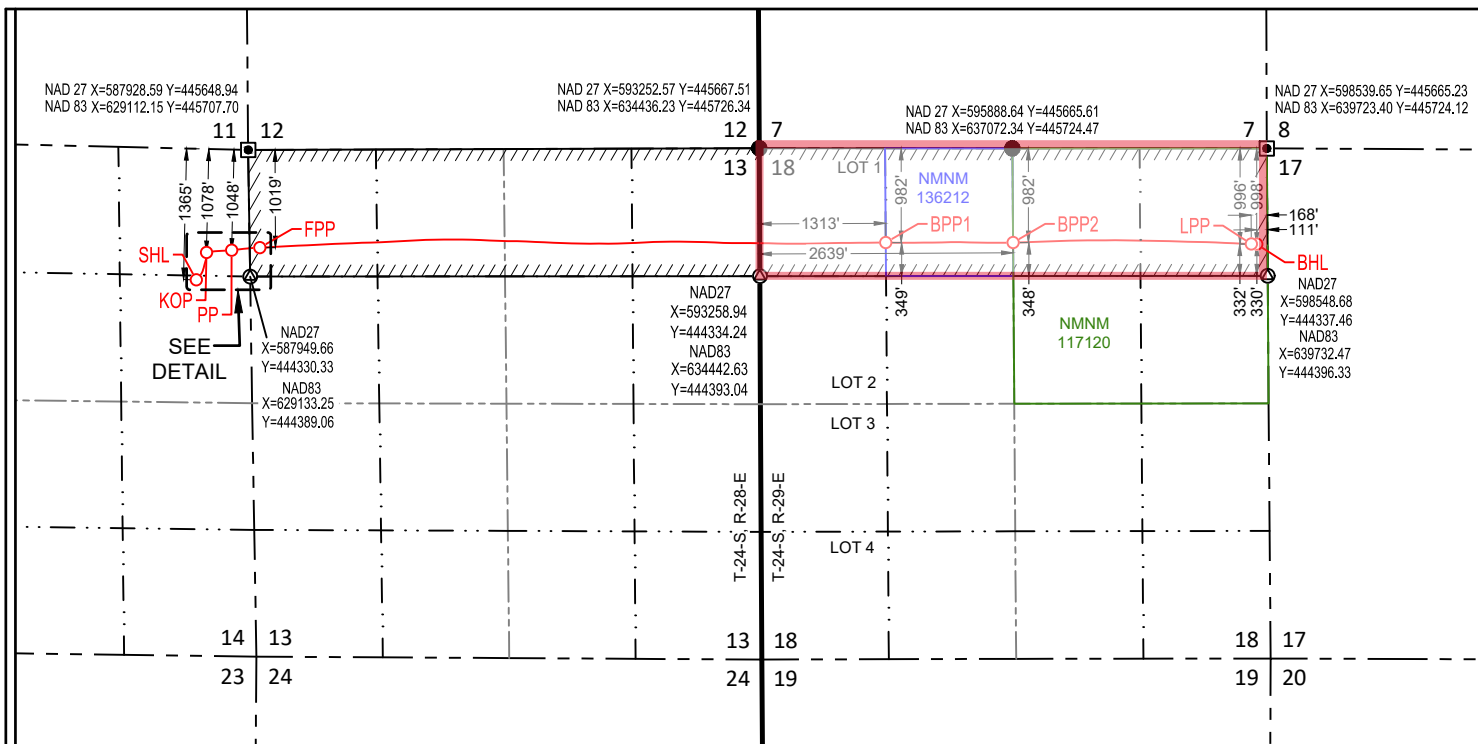 NAD 27 X=587928.59 Y=445648.94
NAD 83 X=629112.15 Y=445707.70
NAD 27 X=593252.57 Y=445667.51
NAD 83 X=634436.23 Y=445726.34
NAD 27 X=595888.64 Y=445665.61
NAD 83 X=637072.34 Y=445724.47
NAD 27 X=598539.65 Y=445665.23
NAD 83 X=639723.40 Y=445724.12
11 12
12 7
7 8
13 18
17
LOT 1
NMNM
136212
1365'
1078'
1048'
1019'
982'
982'
996'
998'
168'
111'
1313'
2639'
FPP
BPP1
BPP2
LPP
BHL
SHL
KOP
PP
349'
348'
332'
330'
SEE
DETAIL
NAD27
X=587949.66
Y=444330.33
NAD83
X=629133.25
Y=444389.06
NAD27
X=593258.94
Y=444334.24
NAD83
X=634442.63
Y=444393.04
NMNM
117120
NAD27
X=598548.68
Y=444337.46
NAD83
X=639732.47
Y=444396.33
LOT 2
LOT 3
LOT 4
T-24-S, R-28-E
T-24-S, R-29-E
14 13
23 24
13 18
24 19
18 17
19 20